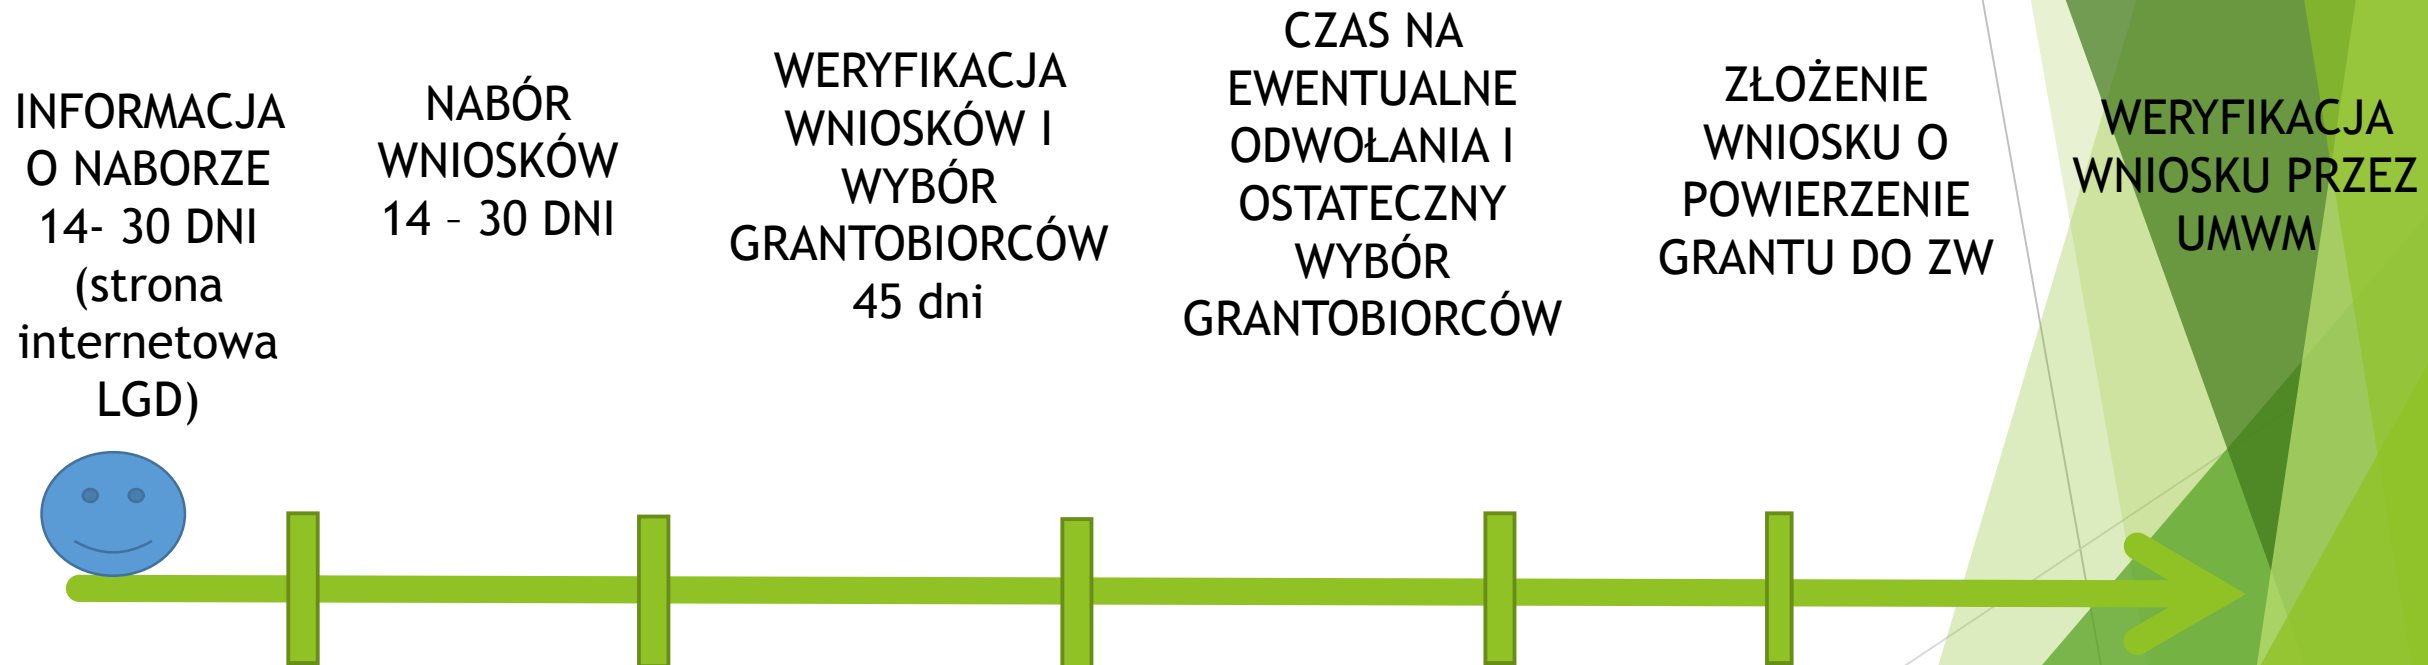 INFORMACJA
O NABORZE
14- 30 DNI
(strona
internetowa
LGD)
NABÓR
WNIOSKÓW
14 – 30 DNI
WERYFIKACJA
WNIOSKÓW I
WYBÓR
GRANTOBIORCÓW
45 dni
CZAS NA
EWENTUALNE
ODWOŁANIA I
OSTATECZNY
WYBÓR
GRANTOBIORCÓW
ZŁOŻENIE
WNIOSKU O
POWIERZENIE
GRANTU DO ZW
WERYFIKACJA
WNIOSKU PRZEZ
UMWM